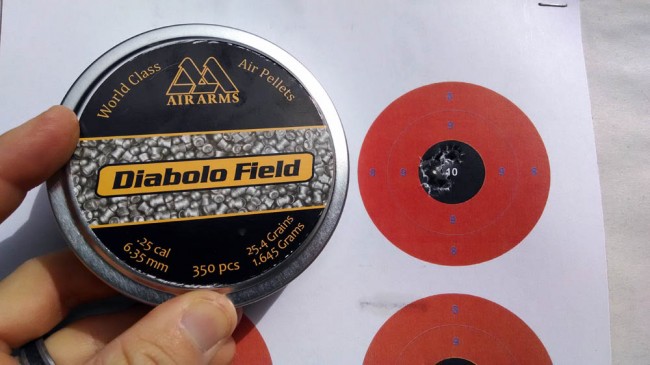 World Class
Air Pellets
AIR ARMS
Diabolo Field
.25 cal
6,35 mm
350 pcs
25.4 Grains
1.645 Grams
10